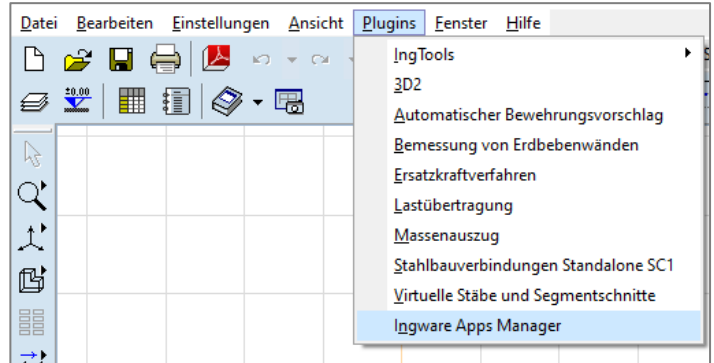 Datei Bearbeiten Einstellungen Ansicht Plugins Fenster Hilfe
IngTools
±0,00
3D2
Automatischer Bewehrungsvorschlag
Bemessung von Erdbebenwänden
Ersatzkraftverfahren
Lastübertragung
Massenauszug
Stahlbauverbindungen Standalone SC1
Virtuelle Stäbe und Segmentschnitte
Ingware Apps Manager